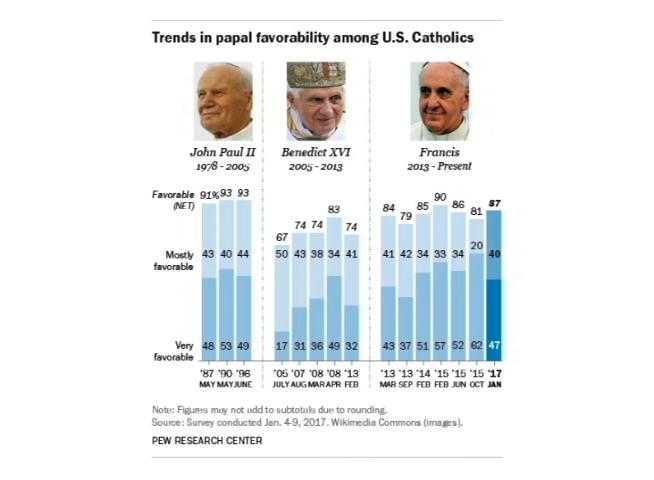 Trends in papal favorability among U.S. Catholics
John Paul II Benedict XVI Francis
1978 - 2005 2005 - 2013 2013 - Present
Favorable (NET) 91% 93 93 67 74 74 83 74 84 79 85 90 86 81 87
Mostly favorable 43 40 44 50 43 38 34 41 41 42 34 33 34 20 40
Very favorable 48 53 49 17 31 36 49 32 43 37 51 57 52 62 47
'87 '90 '96 '05 '07 '08 '08 '13 '13 '13 '14 '15 '15 '15 '17
MAY MAY JUNE JULY AUG MAR APR FEB MAR SEP FEB FEB JUN OCT JAN
Note: Figures may not add to subtotals due to rounding.
Source: Survey conducted Jan. 4-9, 2017. Wikimedia Commons (images).
PEW RESEARCH CENTER